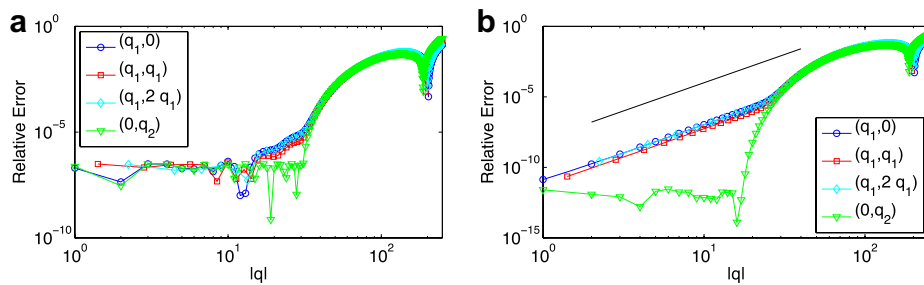 a
10^0
10^-5
10^-10
Relative Error
(q_1,0)
(q_1,q_1)
(q_1,2 q_1)
(0,q_2)
10^0
10^1
10^2
|q|
b
10^0
10^-5
10^-10
10^-15
Relative Error
(q_1,0)
(q_1,q_1)
(q_1,2 q_1)
(0,q_2)
10^0
10^1
10^2
|q|